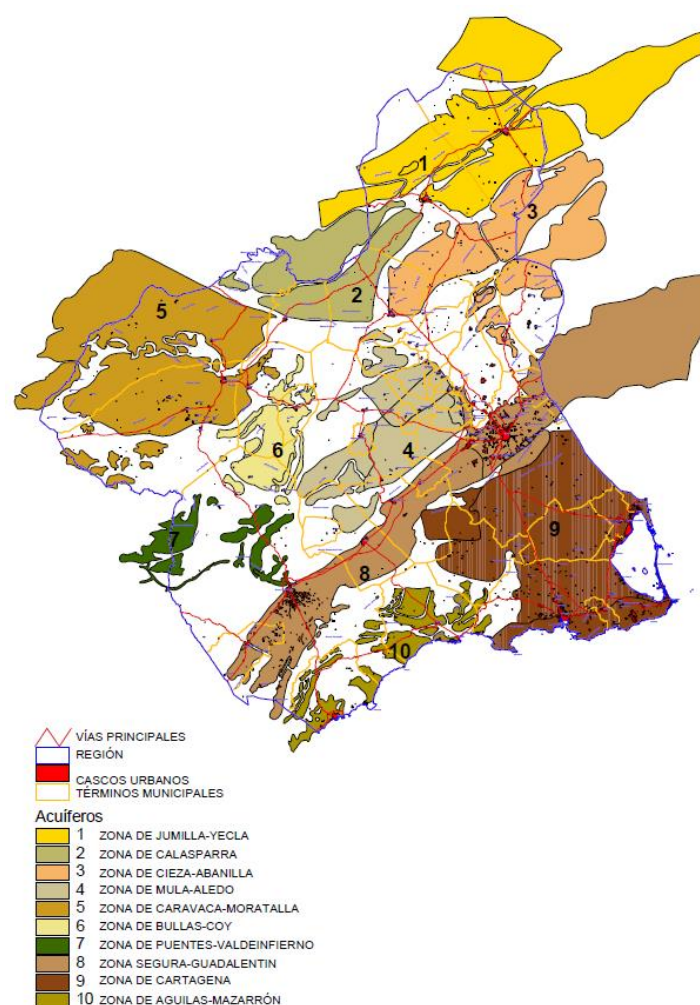 1
3
2
5
6
4
7
9
8
10
VÍAS PRINCIPALES
REGIÓN
CASCOS URBANOS
TÉRMINOS MUNICIPALES
Acuíferos
1 ZONA DE JUMILLA-YECLA
2 ZONA DE CALASPARRA
3 ZONA DE CIEZA-ABANILLA
4 ZONA DE MULA-ALEDO
5 ZONA DE CARAVACA-MORATALLA
6 ZONA DE BULLAS-COY
7 ZONA DE PUENTES-VALDEINFIERNO
8 ZONA SEGURA-GUADALENTIN
9 ZONA DE CARTAGENA
10 ZONA DE AGUILAS-MAZARRÓN